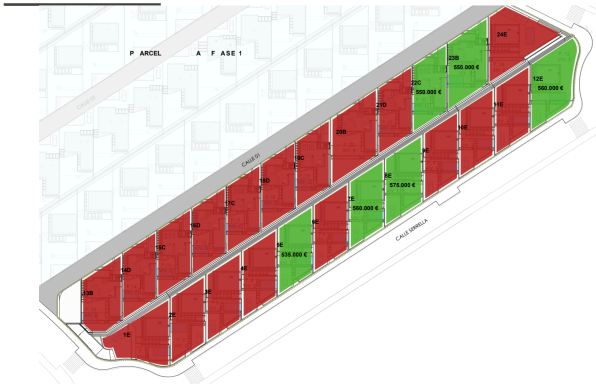 P ARCEL A F ASE 1
CALLE 01
CALLE SERRELLA
24E
23B
550.000 €
22C
550.000 €
12E
560.000 €
21D
11E
20B
10E
19C
9E
18D
8E
575.000 €
17C
7E
560.000 €
16D
6E
15C
5E
535.000 €
14D
4E
13B
3E
2E
1E